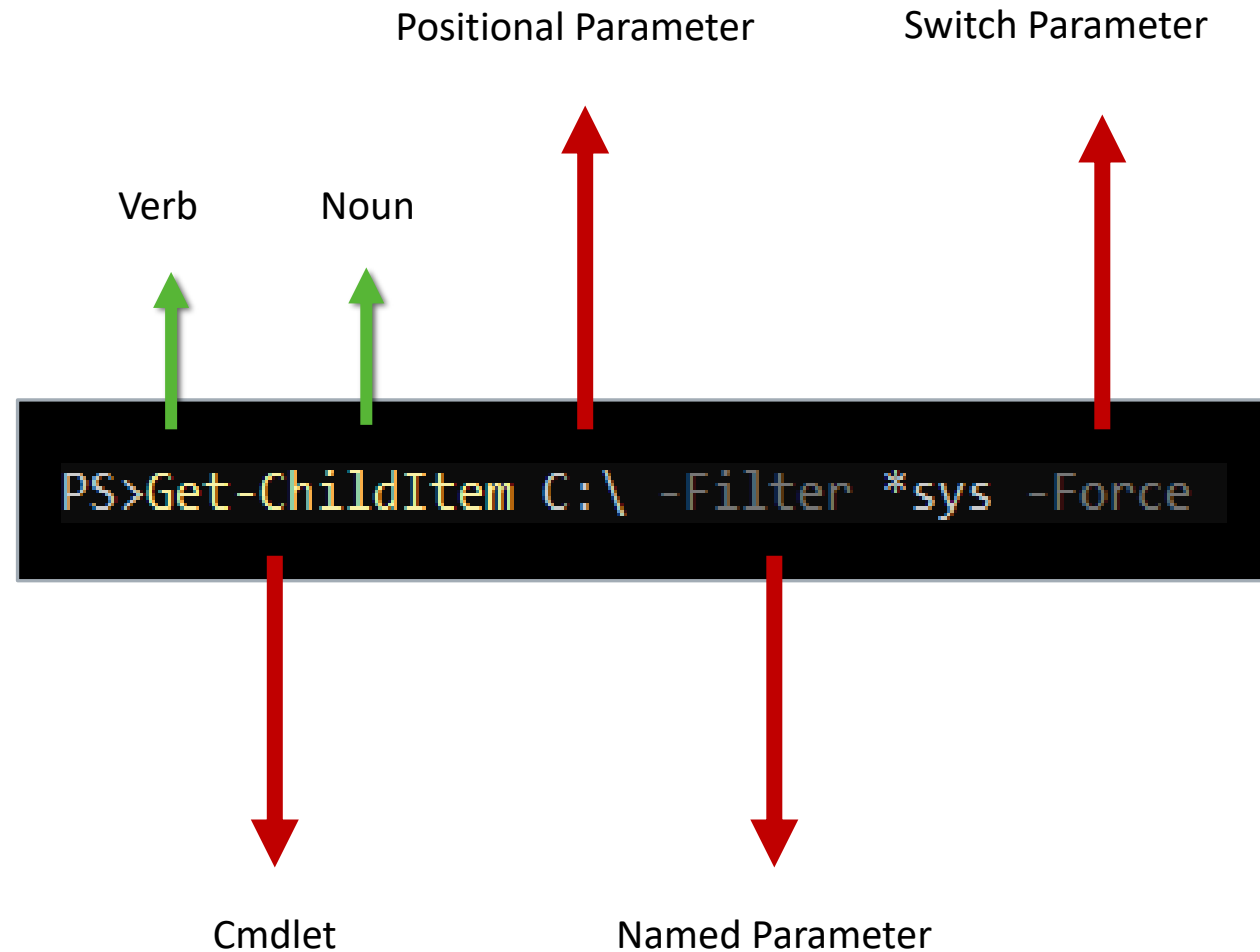 Positional Parameter Switch Parameter
Verb Noun
PS>Get-ChildItem C:\ -Filter *sys -Force
Cmdlet Named Parameter